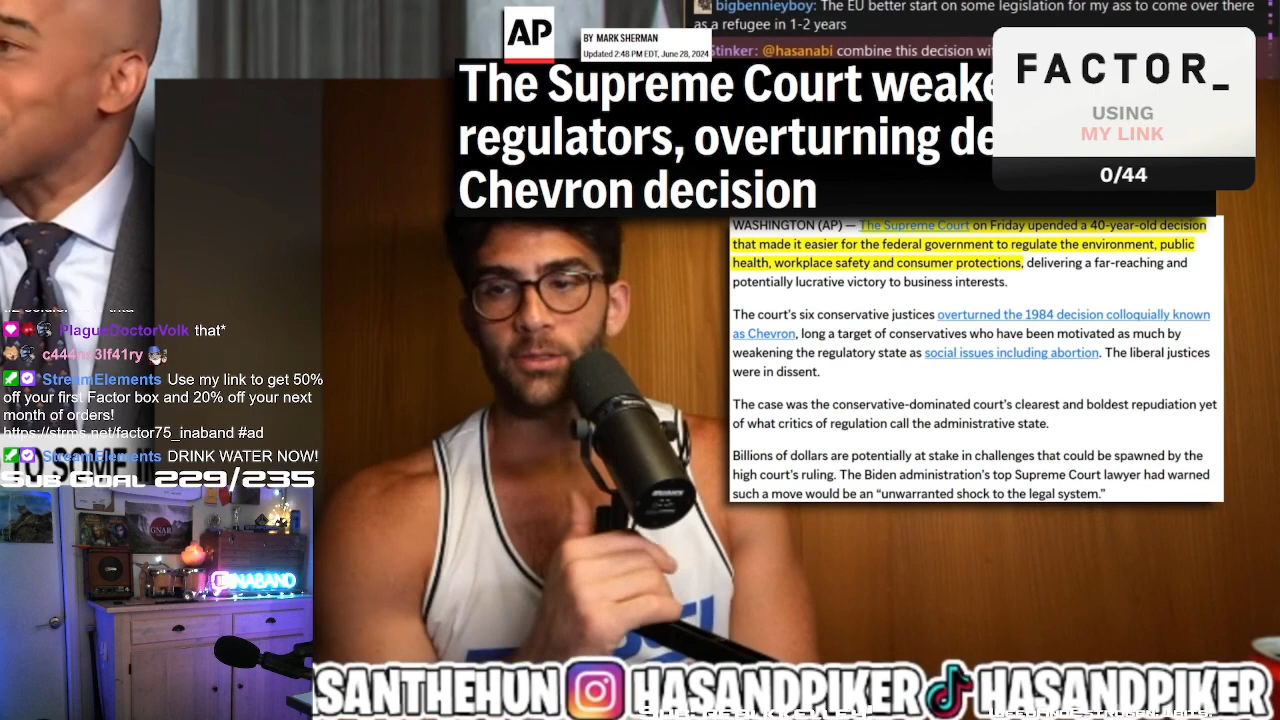 bigbennieyboy: The EU better start on some legislation for my ass to come over there
as a refugee in 1-2 years
Stinker: @hasanabi combine this decision
AP
BY MARK SHERMAN
Updated 2:48 PM EDT, June 28, 2024
The Supreme Court
regulators, overturning
Chevron decision
FACTOR_
USING
MY LINK
0/44
WASHINGTON (AP) — The Supreme Court on Friday upended a 40-year-old decision
that made it easier for the federal government to regulate the environment, public
health, workplace safety and consumer protections, delivering a far-reaching and
potentially lucrative victory to business interests.
The court's six conservative justices overturned the 1984 decision colloquially known
as Chevron, long a target of conservatives who have been motivated as much by
weakening the regulatory state as social issues including abortion. The liberal justices
were in dissent.
The case was the conservative-dominated court's clearest and boldest repudiation yet
of what critics of regulation call the administrative state.
Billions of dollars are potentially at stake in challenges that could be spawned by the
high court's ruling. The Biden administration's top Supreme Court lawyer had warned
such a move would be an “unwarranted shock to the legal system.”
PlagueDoctorVolk that*
StreamElements Use my link to get 50%
off your first Factor box and 20% off your next
month of orders!
https://strms.net/factor75_inaband #ad
StreamElements DRINK WATER NOW!
TO SOME
SUB GOAL 229/235
INABAND
SANTHEHUN HASANDPIKER HASANDPIKER